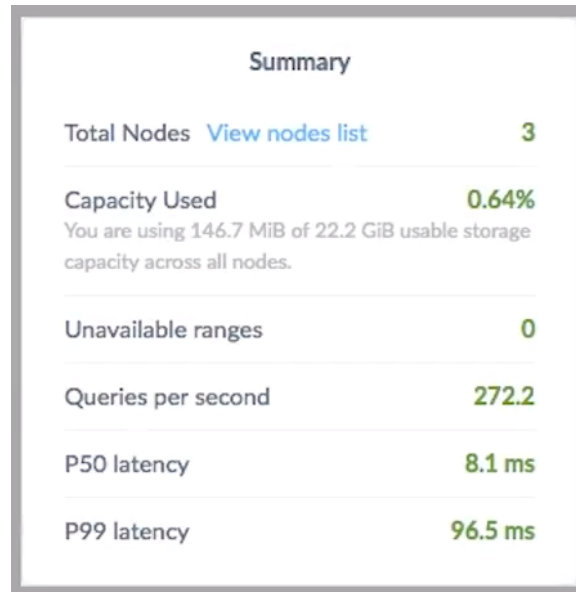 Summary
Total Nodes View nodes list 3
Capacity Used 0.64%
You are using 146.7 MiB of 22.2 GiB usable storage
capacity across all nodes.
Unavailable ranges 0
Queries per second 272.2
P50 latency 8.1 ms
P99 latency 96.5 ms